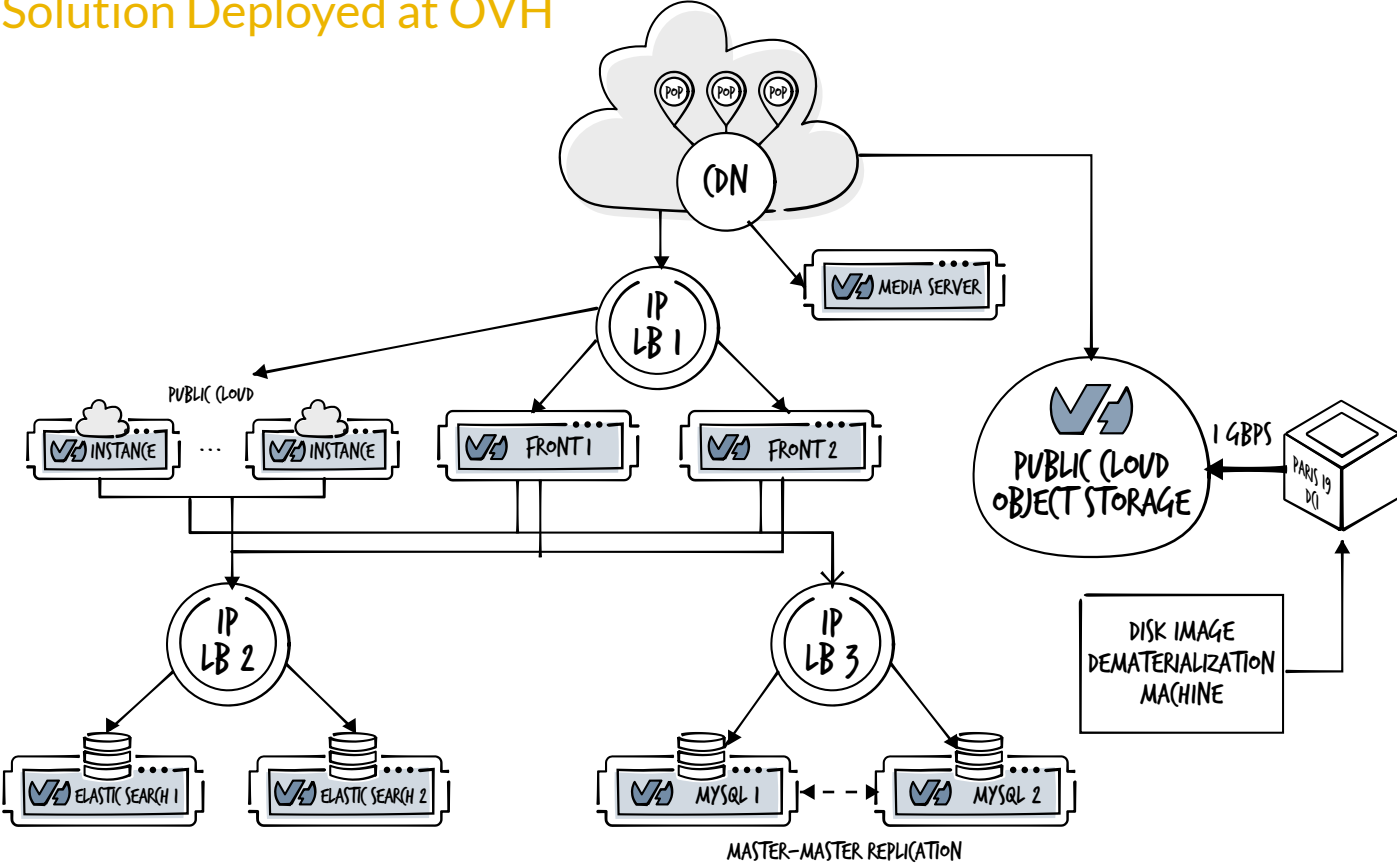 Solution Deployed at OVH
POP POP POP
CDN
MEDIA SERVER
IP
LB 1
PUBLIC CLOUD
INSTANCE
...
INSTANCE
FRONT 1
FRONT 2
PUBLIC CLOUD
OBJECT STORAGE
1 GBPS
PARIS 19
DC1
IP
LB 2
IP
LB 3
DISK IMAGE
DEMATERIALIZATION
MACHINE
ELASTIC SEARCH 1
ELASTIC SEARCH 2
MYSQL 1
MYSQL 2
MASTER-MASTER REPLICATION